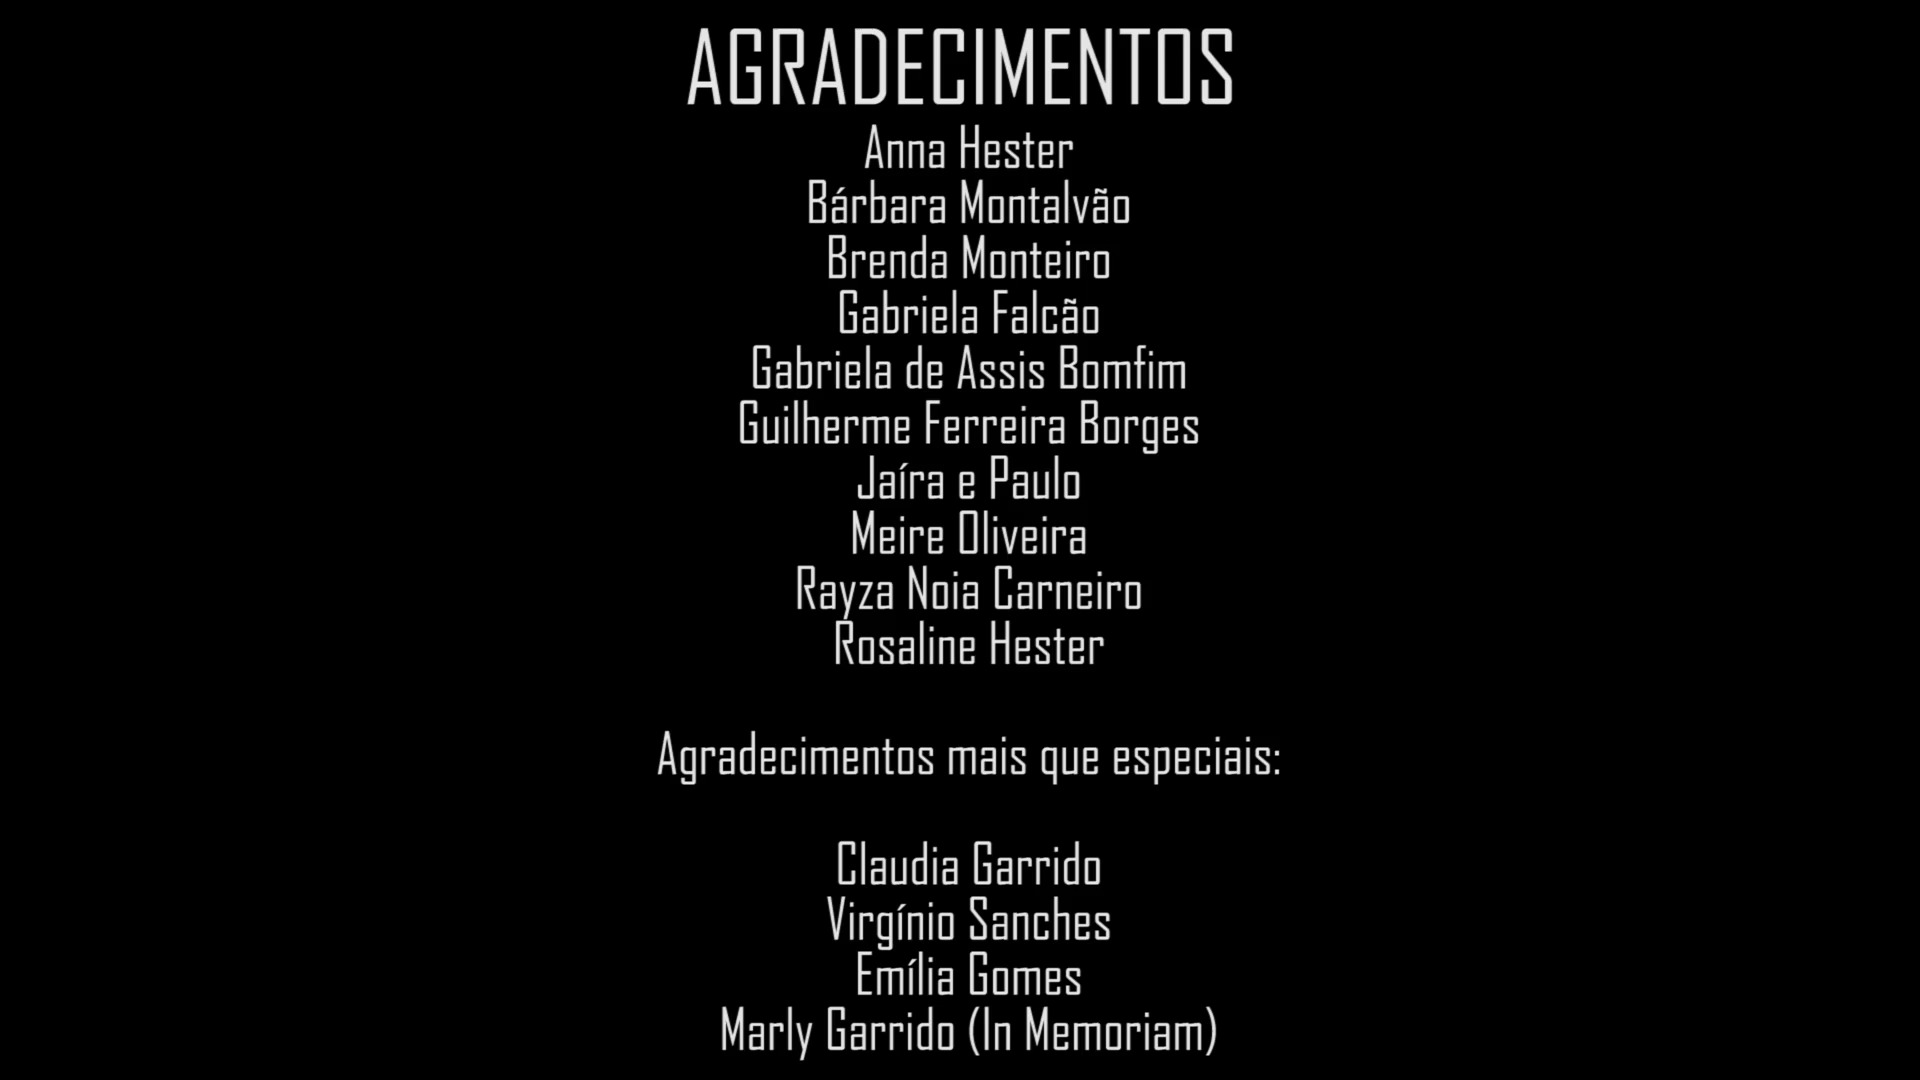 AGRADECIMENTOS
Anna Hester
Bárbara Montalvão
Brenda Monteiro
Gabriela Falcão
Gabriela de Assis Bomfim
Guilherme Ferreira Borges
Jaíra e Paulo
Meire Oliveira
Rayza Noia Carneiro
Rosaline Hester
Agradecimentos mais que especiais:
Claudia Garrido
Virgínio Sanches
Emília Gomes
Marly Garrido (In Memoriam)